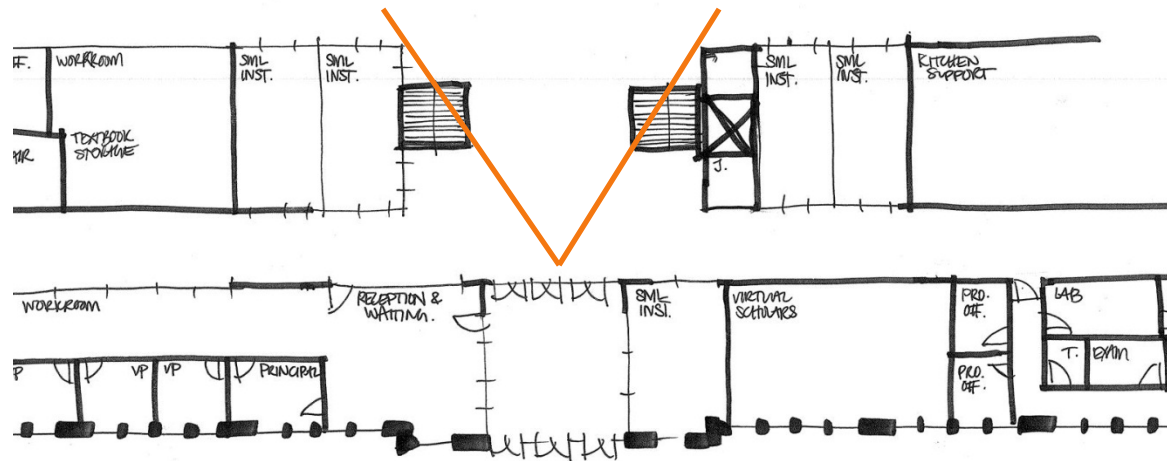 WORKROOM
TEXTBOOK
STORAGE
SML
INST.
SML
INST.
J.
SML
INST.
SML
INST.
KITCHEN
SUPPORT
WORKROOM
RECEPTION &
WAITING.
SML
INST.
VIRTUAL
SCHOLARS
PRO.
OFF.
LAB
VP
VP
PRINCIPAL
PRO.
OFF.
T.
EXAM